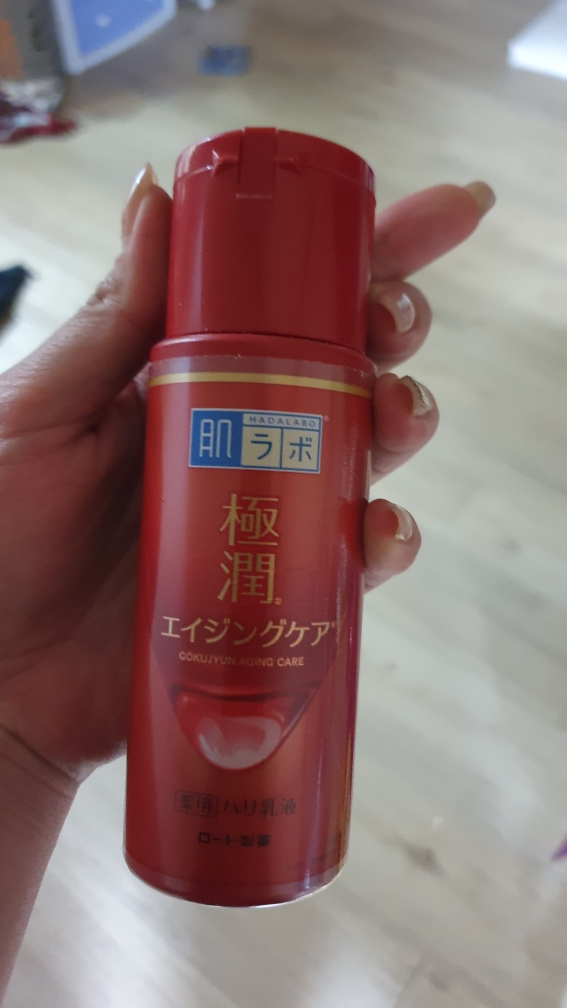 HADALABO
肌ラボ®
極
潤®
エイジングケア*
GOKUJYUN AGING CARE
薬用 ハリ乳液
ロート製薬